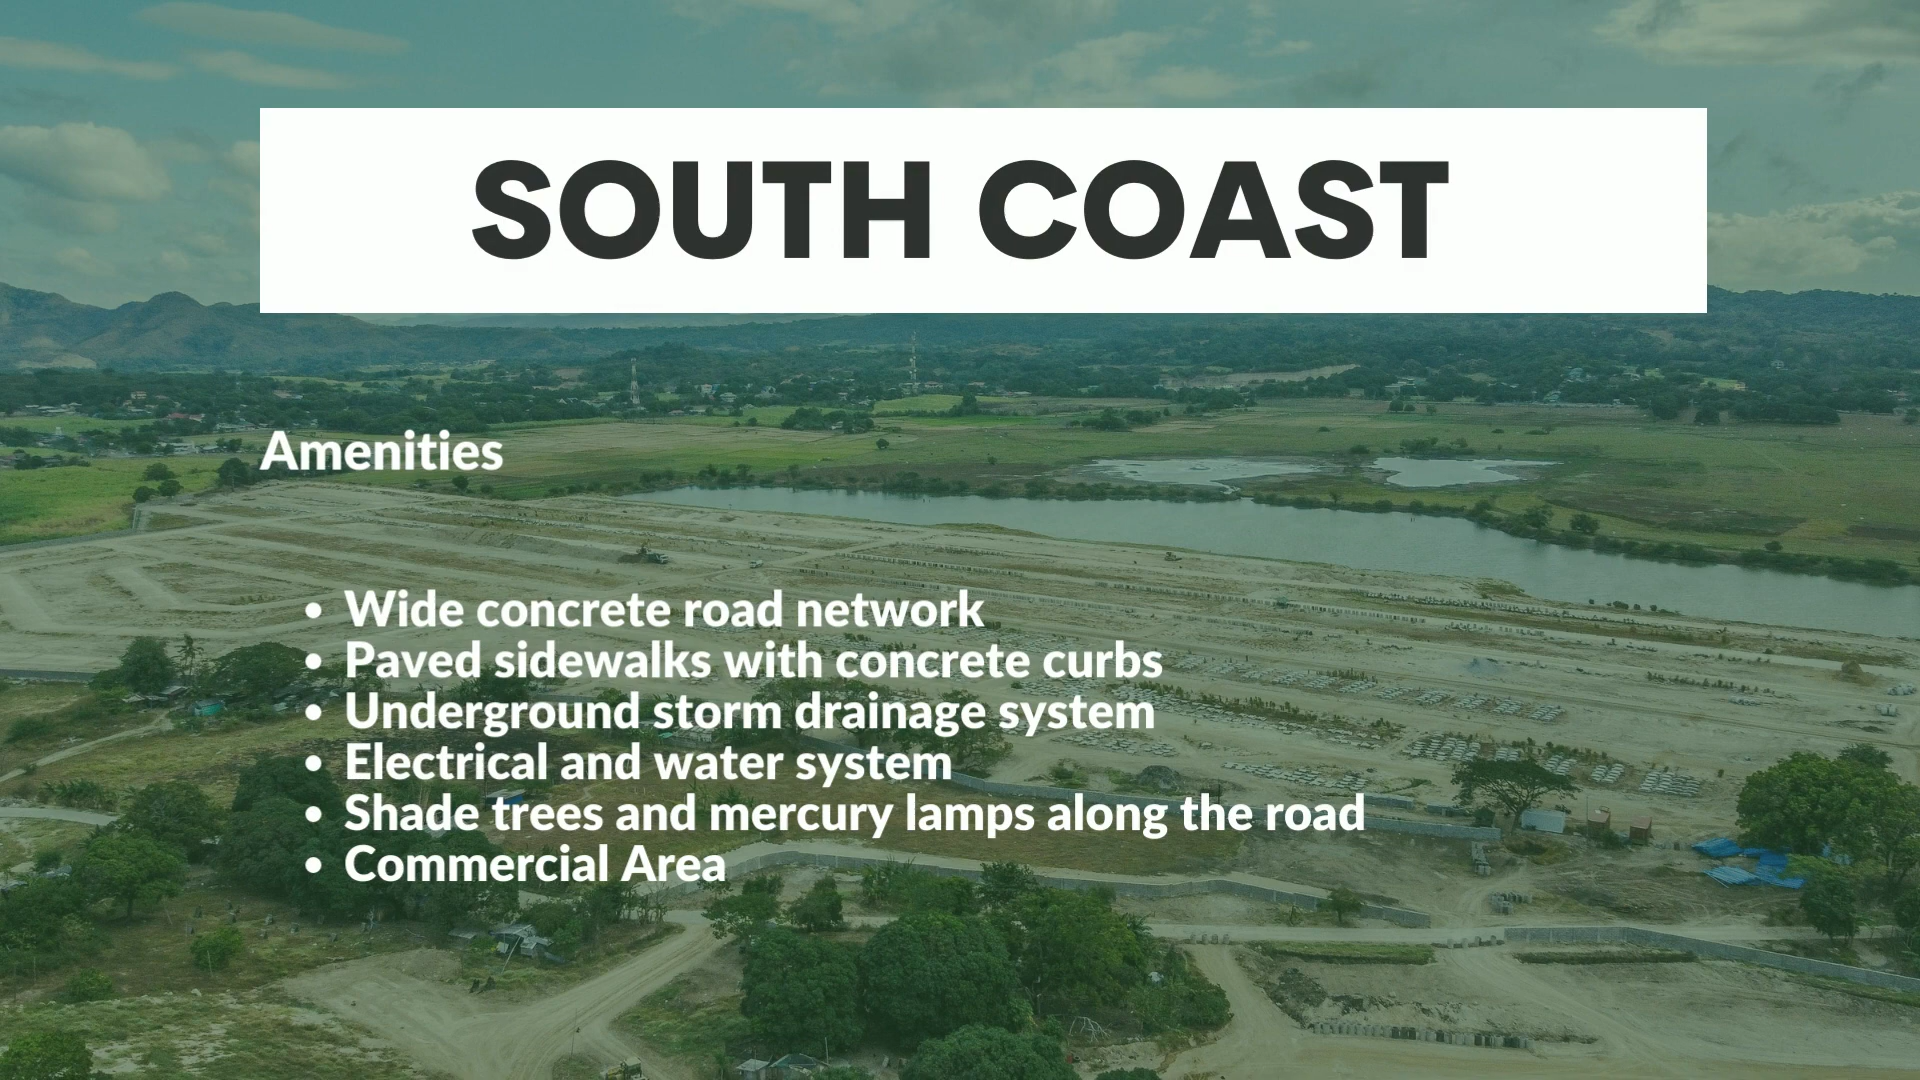 SOUTH COAST
Amenities
• Wide concrete road network
• Paved sidewalks with concrete curbs
• Underground storm drainage system
• Electrical and water system
• Shade trees and mercury lamps along the road
• Commercial Area